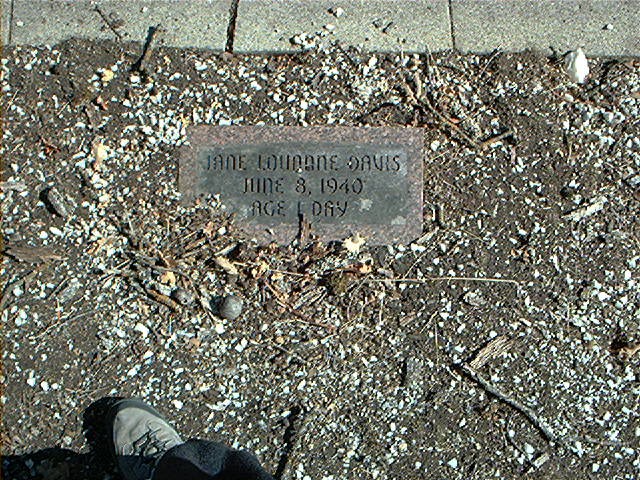 JANE LOUANNE DAVIS
JUNE 8, 1940
AGE 1 DAY